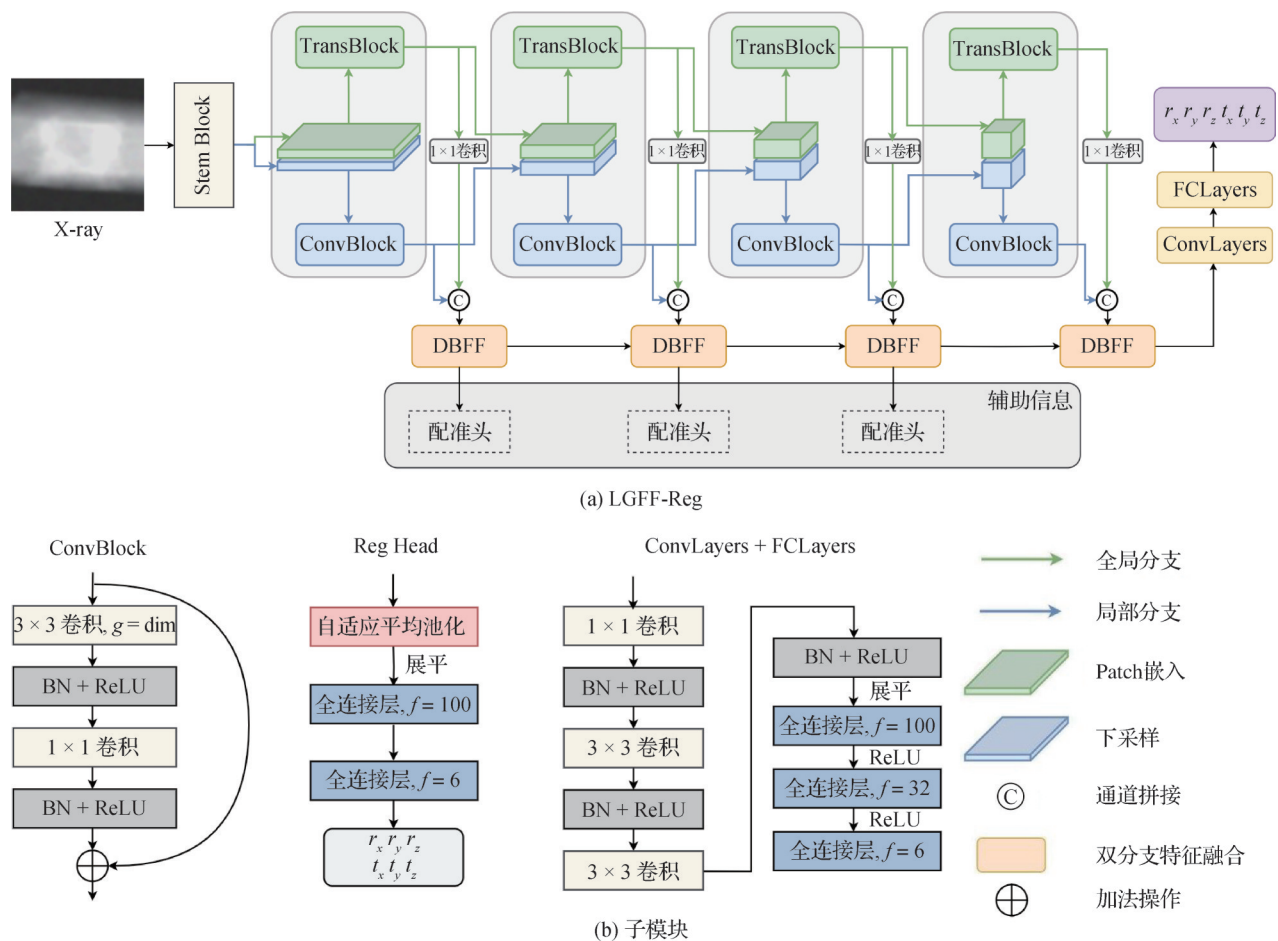 TransBlock
TransBlock
TransBlock
TransBlock
Stem Block
1 × 1 卷积
1 × 1 卷积
1 × 1 卷积
1 × 1 卷积
r_x r_y r_z t_x t_y t_z
X-ray
ConvBlock
ConvBlock
ConvBlock
ConvBlock
FCLayers
ConvLayers
C
C
C
C
DBFF
DBFF
DBFF
DBFF
辅助信息
配准头
配准头
配准头
(a) LGFF-Reg
ConvBlock
3 × 3 卷积, g = dim
BN + ReLU
1 × 1 卷积
BN + ReLU
Reg Head
自适应平均池化
展平
全连接层, f = 100
全连接层, f = 6
r_x r_y r_z
t_x t_y t_z
ConvLayers + FCLayers
1 × 1 卷积
BN + ReLU
3 × 3 卷积
BN + ReLU
3 × 3 卷积
BN + ReLU
展平
全连接层, f = 100
ReLU
全连接层, f = 32
ReLU
全连接层, f = 6
全局分支
局部分支
Patch嵌入
下采样
C 通道拼接
双分支特征融合
加法操作
(b) 子模块